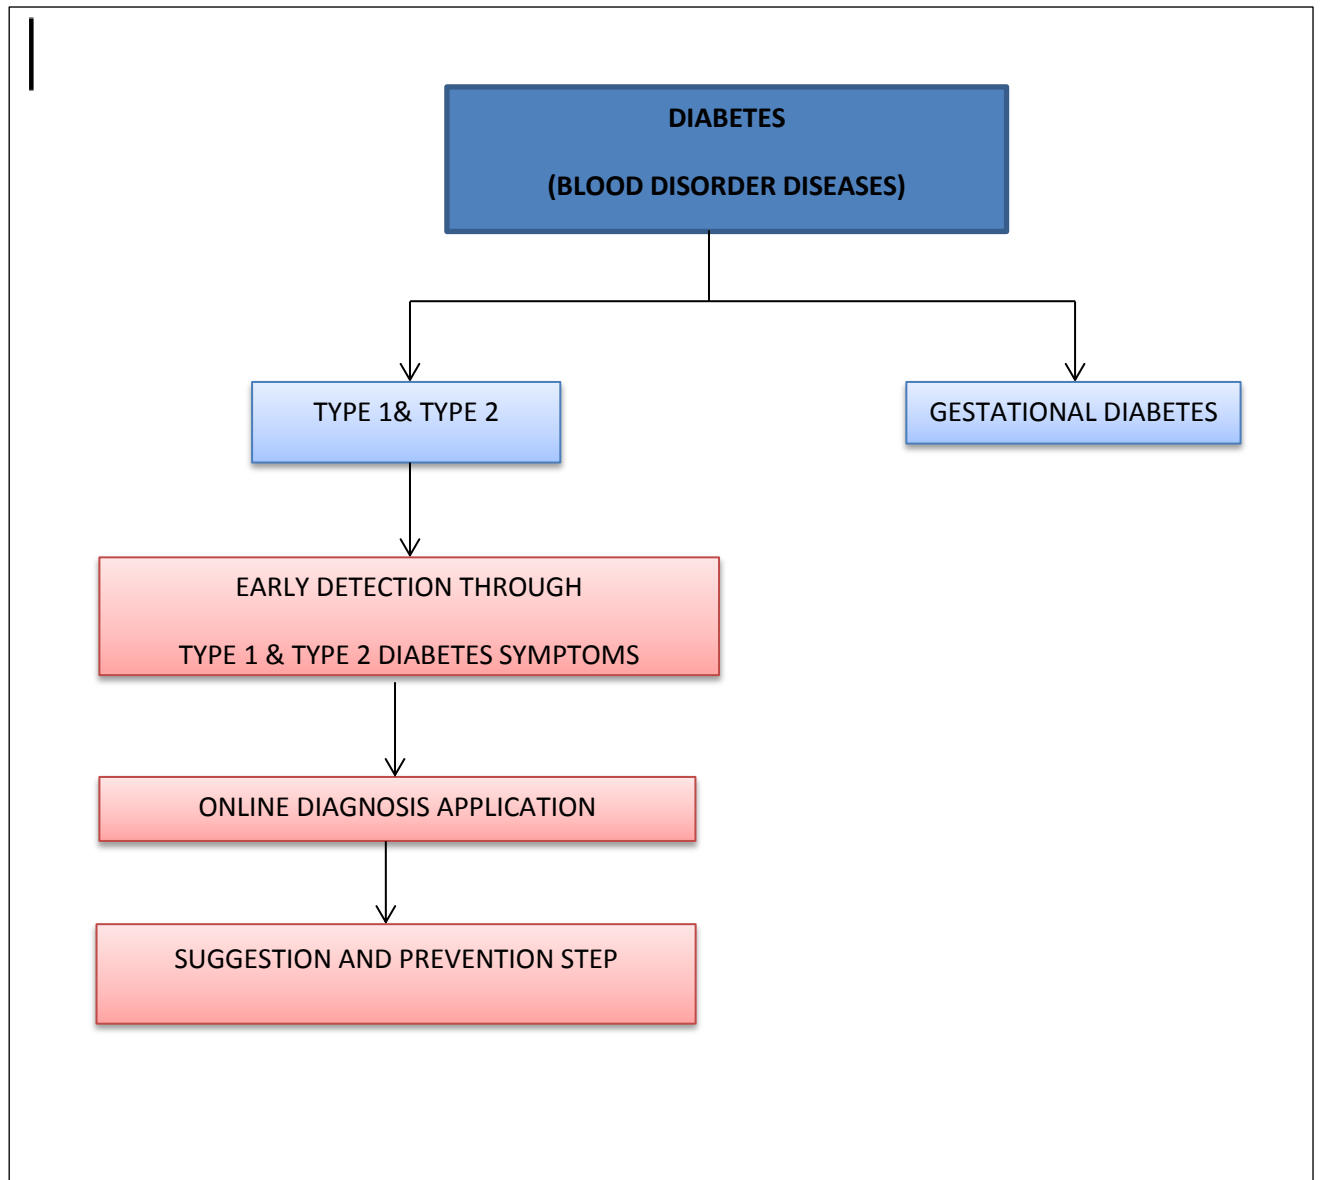 DIABETES
(BLOOD DISORDER DISEASES)
TYPE 1& TYPE 2
GESTATIONAL DIABETES
EARLY DETECTION THROUGH
TYPE 1 & TYPE 2 DIABETES SYMPTOMS
ONLINE DIAGNOSIS APPLICATION
SUGGESTION AND PREVENTION STEP